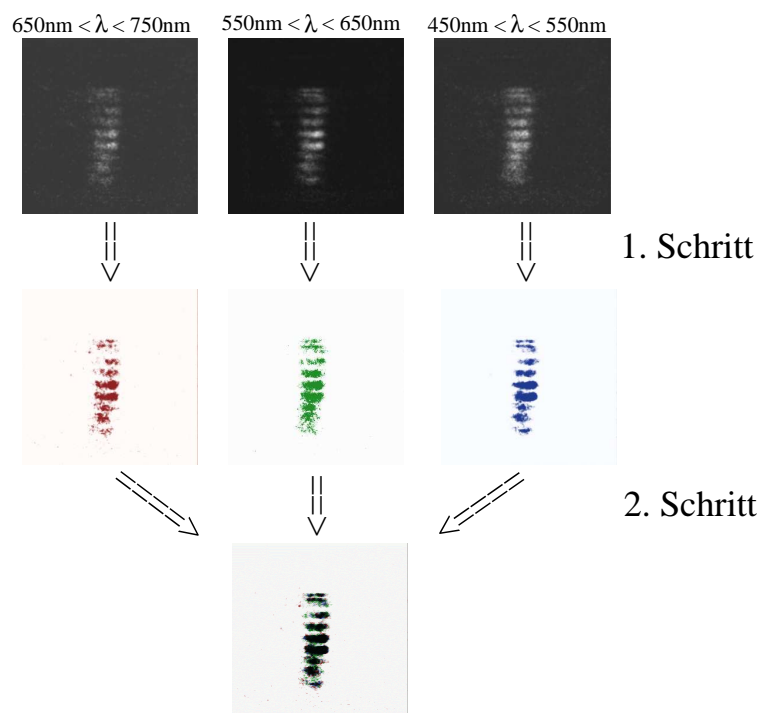 650nm < λ < 750nm
550nm < λ < 650nm
450nm < λ < 550nm
1. Schritt
2. Schritt